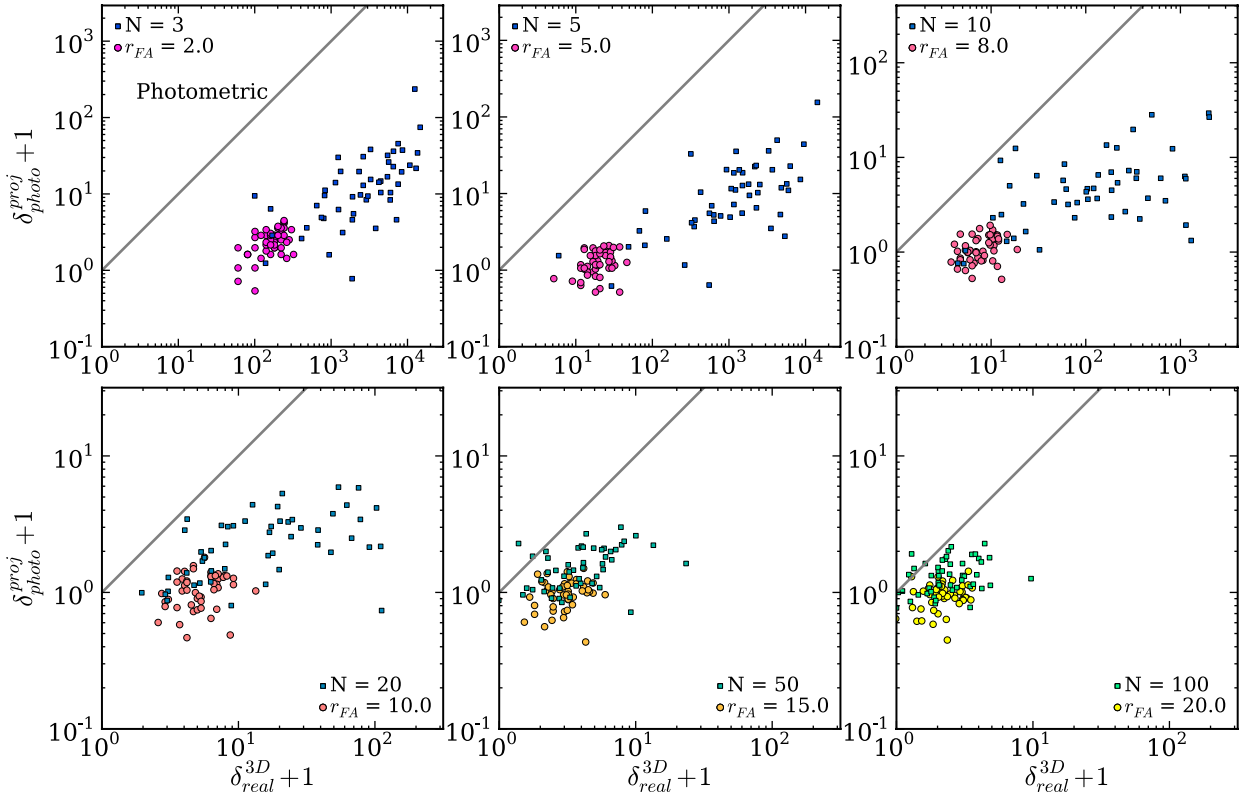 N = 3
r_FA = 2.0
Photometric
10^3
10^2
10^1
10^0
10^-1
10^0 10^1 10^2 10^3 10^4
δ^proj_photo + 1
N = 5
r_FA = 5.0
10^3
10^2
10^1
10^0
10^-1
10^0 10^1 10^2 10^3 10^4
N = 10
r_FA = 8.0
10^2
10^1
10^0
10^-1
10^0 10^1 10^2 10^3
N = 20
r_FA = 10.0
10^1
10^0
10^-1
10^0 10^1 10^2
δ^proj_photo + 1
δ^3D_real + 1
N = 50
r_FA = 15.0
10^1
10^0
10^-1
10^0 10^1 10^2
δ^3D_real + 1
N = 100
r_FA = 20.0
10^1
10^0
10^-1
10^0 10^1 10^2
δ^3D_real + 1